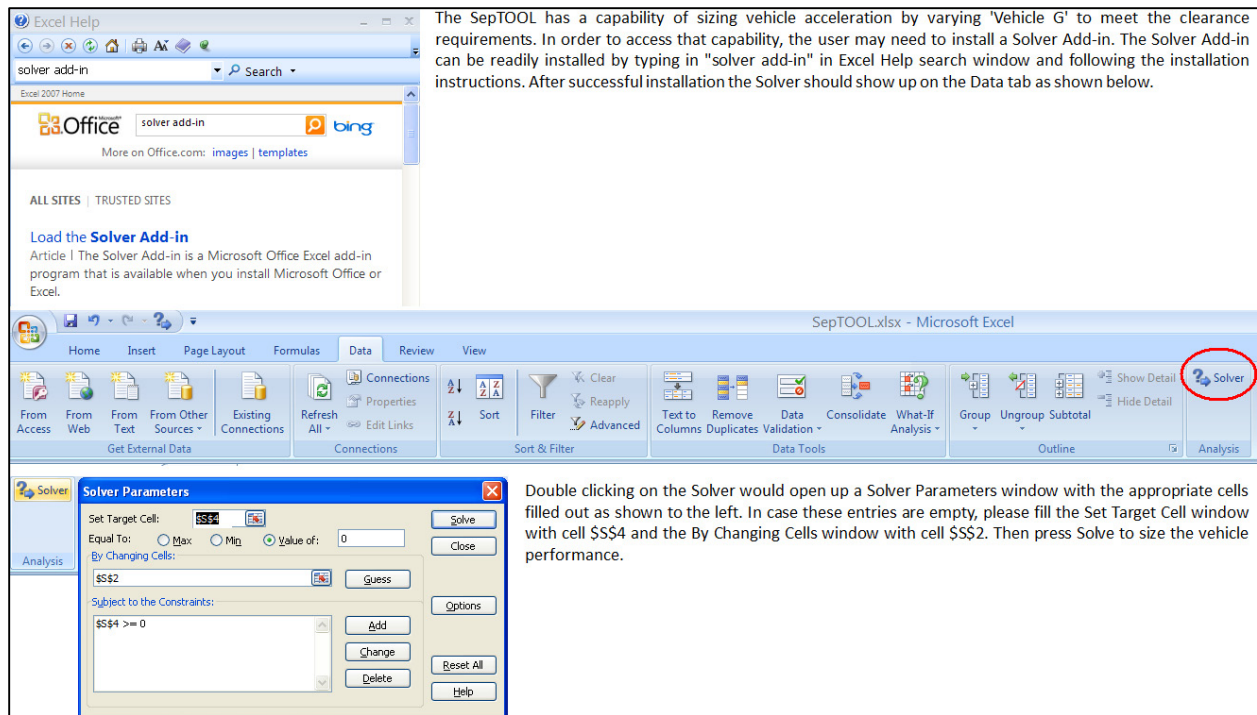 Excel Help
solver add-in
Search
Excel 2007 Home
Office
solver add-in
bing
More on Office.com: images | templates
ALL SITES | TRUSTED SITES
Load the Solver Add-in
Article | The Solver Add-in is a Microsoft Office Excel add-in
program that is available when you install Microsoft Office or
Excel.
The SepTOOL has a capability of sizing vehicle acceleration by varying 'Vehicle G' to meet the clearance
requirements. In order to access that capability, the user may need to install a Solver Add-in. The Solver Add-in
can be readily installed by typing in "solver add-in" in Excel Help search window and following the installation
instructions. After successful installation the Solver should show up on the Data tab as shown below.
SepTOOL.xlsx - Microsoft Excel
Home Insert Page Layout Formulas Data Review View
From Access
From Web
From Text
From Other Sources
Existing Connections
Get External Data
Refresh All
Connections
Properties
Edit Links
Connections
Sort
Filter
Clear
Reapply
Advanced
Sort & Filter
Text to Columns
Remove Duplicates
Data Validation
Consolidate
What-If Analysis
Data Tools
Group
Ungroup
Subtotal
Show Detail
Hide Detail
Outline
Solver
Analysis
Solver
Analysis
Solver Parameters
Set Target Cell: $S$4
Solve
Equal To: Max Min Value of: 0
Close
By Changing Cells:
$S$2
Guess
Subject to the Constraints:
Options
$S$4 >= 0
Add
Change
Reset All
Delete
Help
Double clicking on the Solver would open up a Solver Parameters window with the appropriate cells
filled out as shown to the left. In case these entries are empty, please fill the Set Target Cell window
with cell $S$4 and the By Changing Cells window with cell $S$2. Then press Solve to size the vehicle
performance.